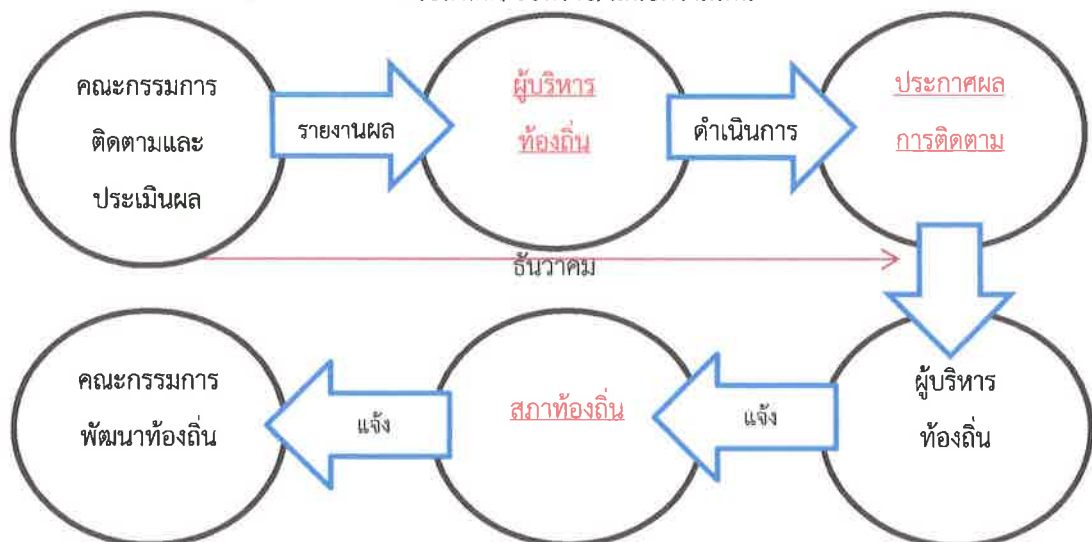 คณะกรรมการ
ติดตามและ
ประเมินผล
รายงานผล
ผู้บริหาร
ท้องถิ่น
ดำเนินการ
ประกาศผล
การติดตาม
ธันวาคม
คณะกรรมการ
พัฒนาท้องถิ่น
แจ้ง
สภาท้องถิ่น
แจ้ง
ผู้บริหาร
ท้องถิ่น